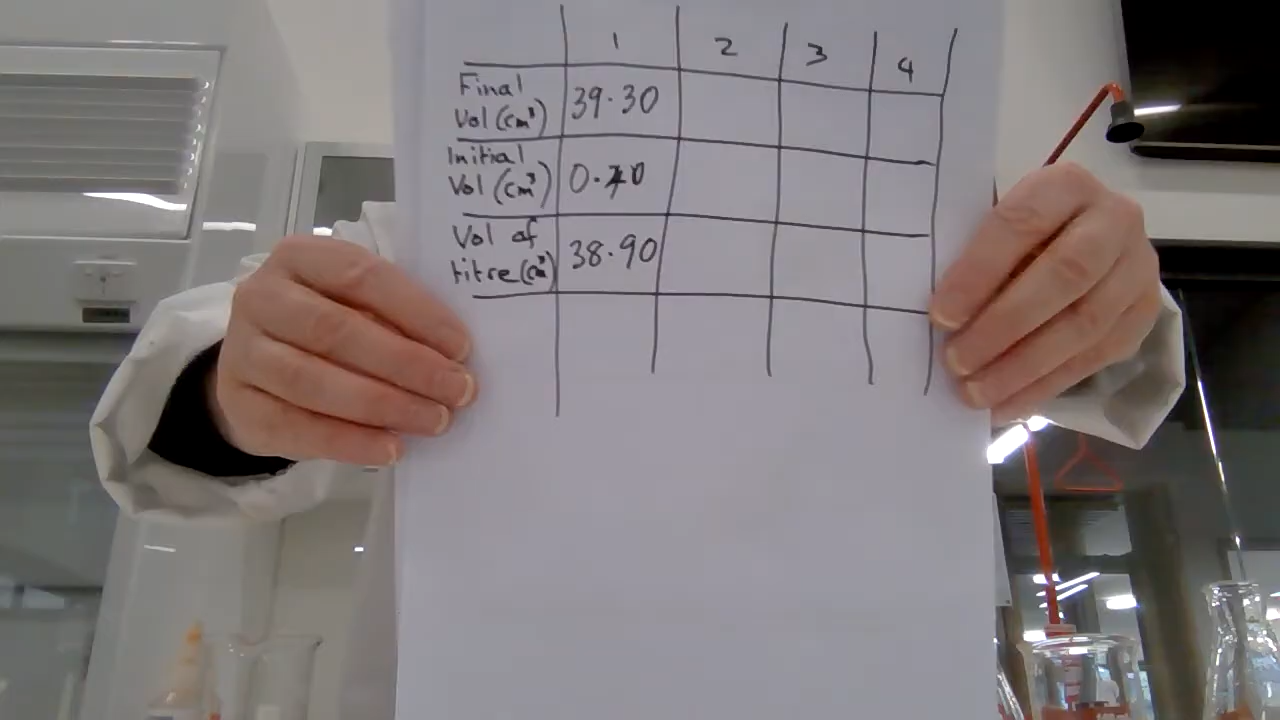 1 2 3 4
Final
Vol (cm³) 39.30
Initial
Vol (cm³) 0.40
Vol of
titre (cm³) 38.90